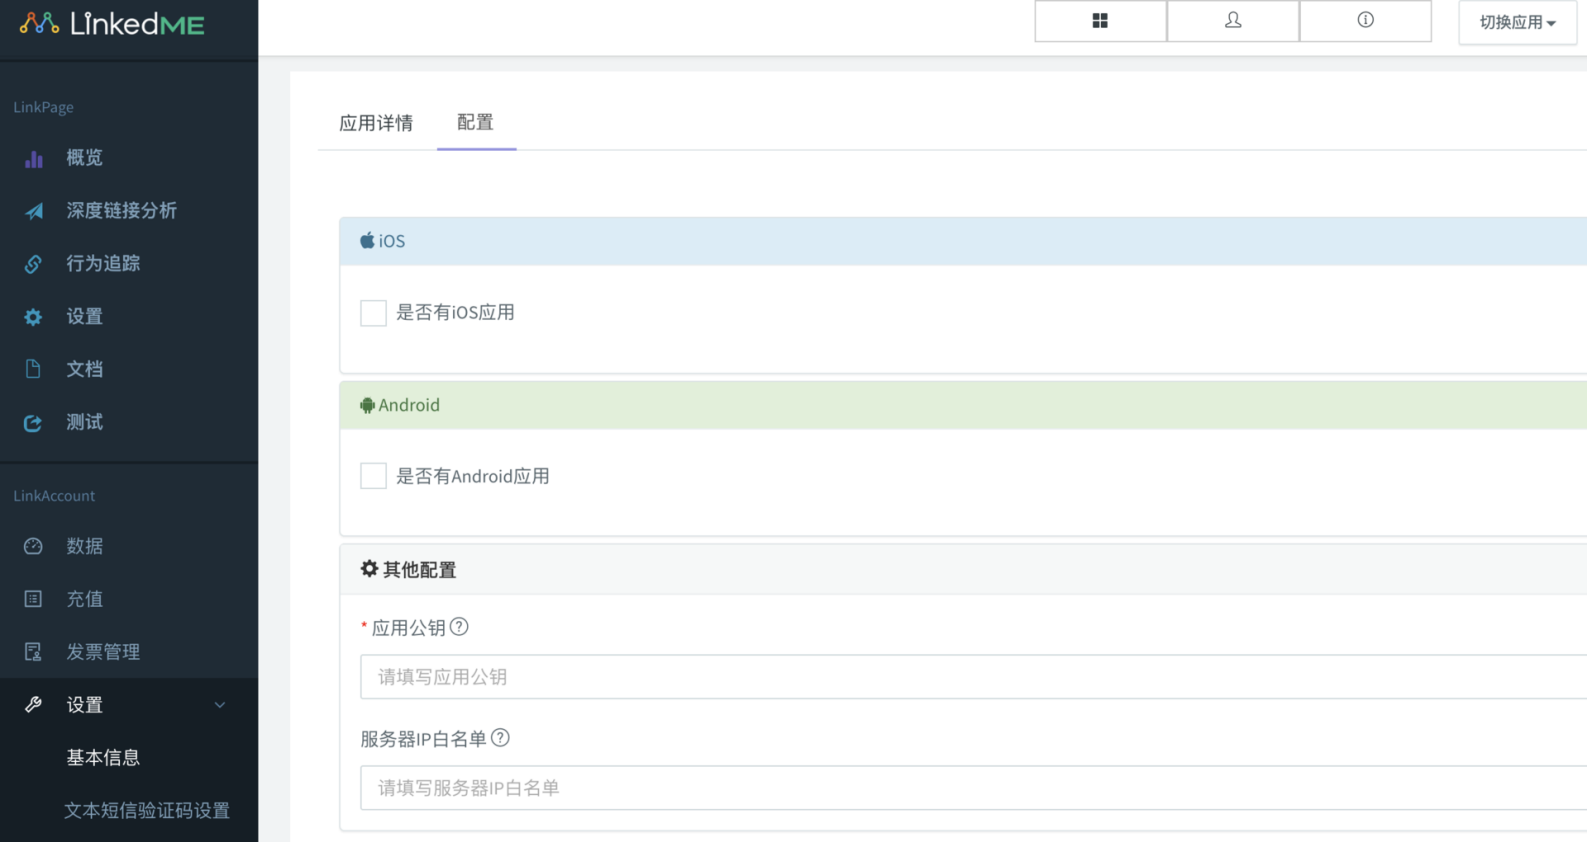 LinkedME
切换应用
LinkPage
概览
深度链接分析
行为追踪
设置
文档
测试
LinkAccount
数据
充值
发票管理
设置
基本信息
文本短信验证码设置
应用详情
配置
iOS
是否有iOS应用
Android
是否有Android应用
其他配置
* 应用公钥
请填写应用公钥
服务器IP白名单
请填写服务器IP白名单